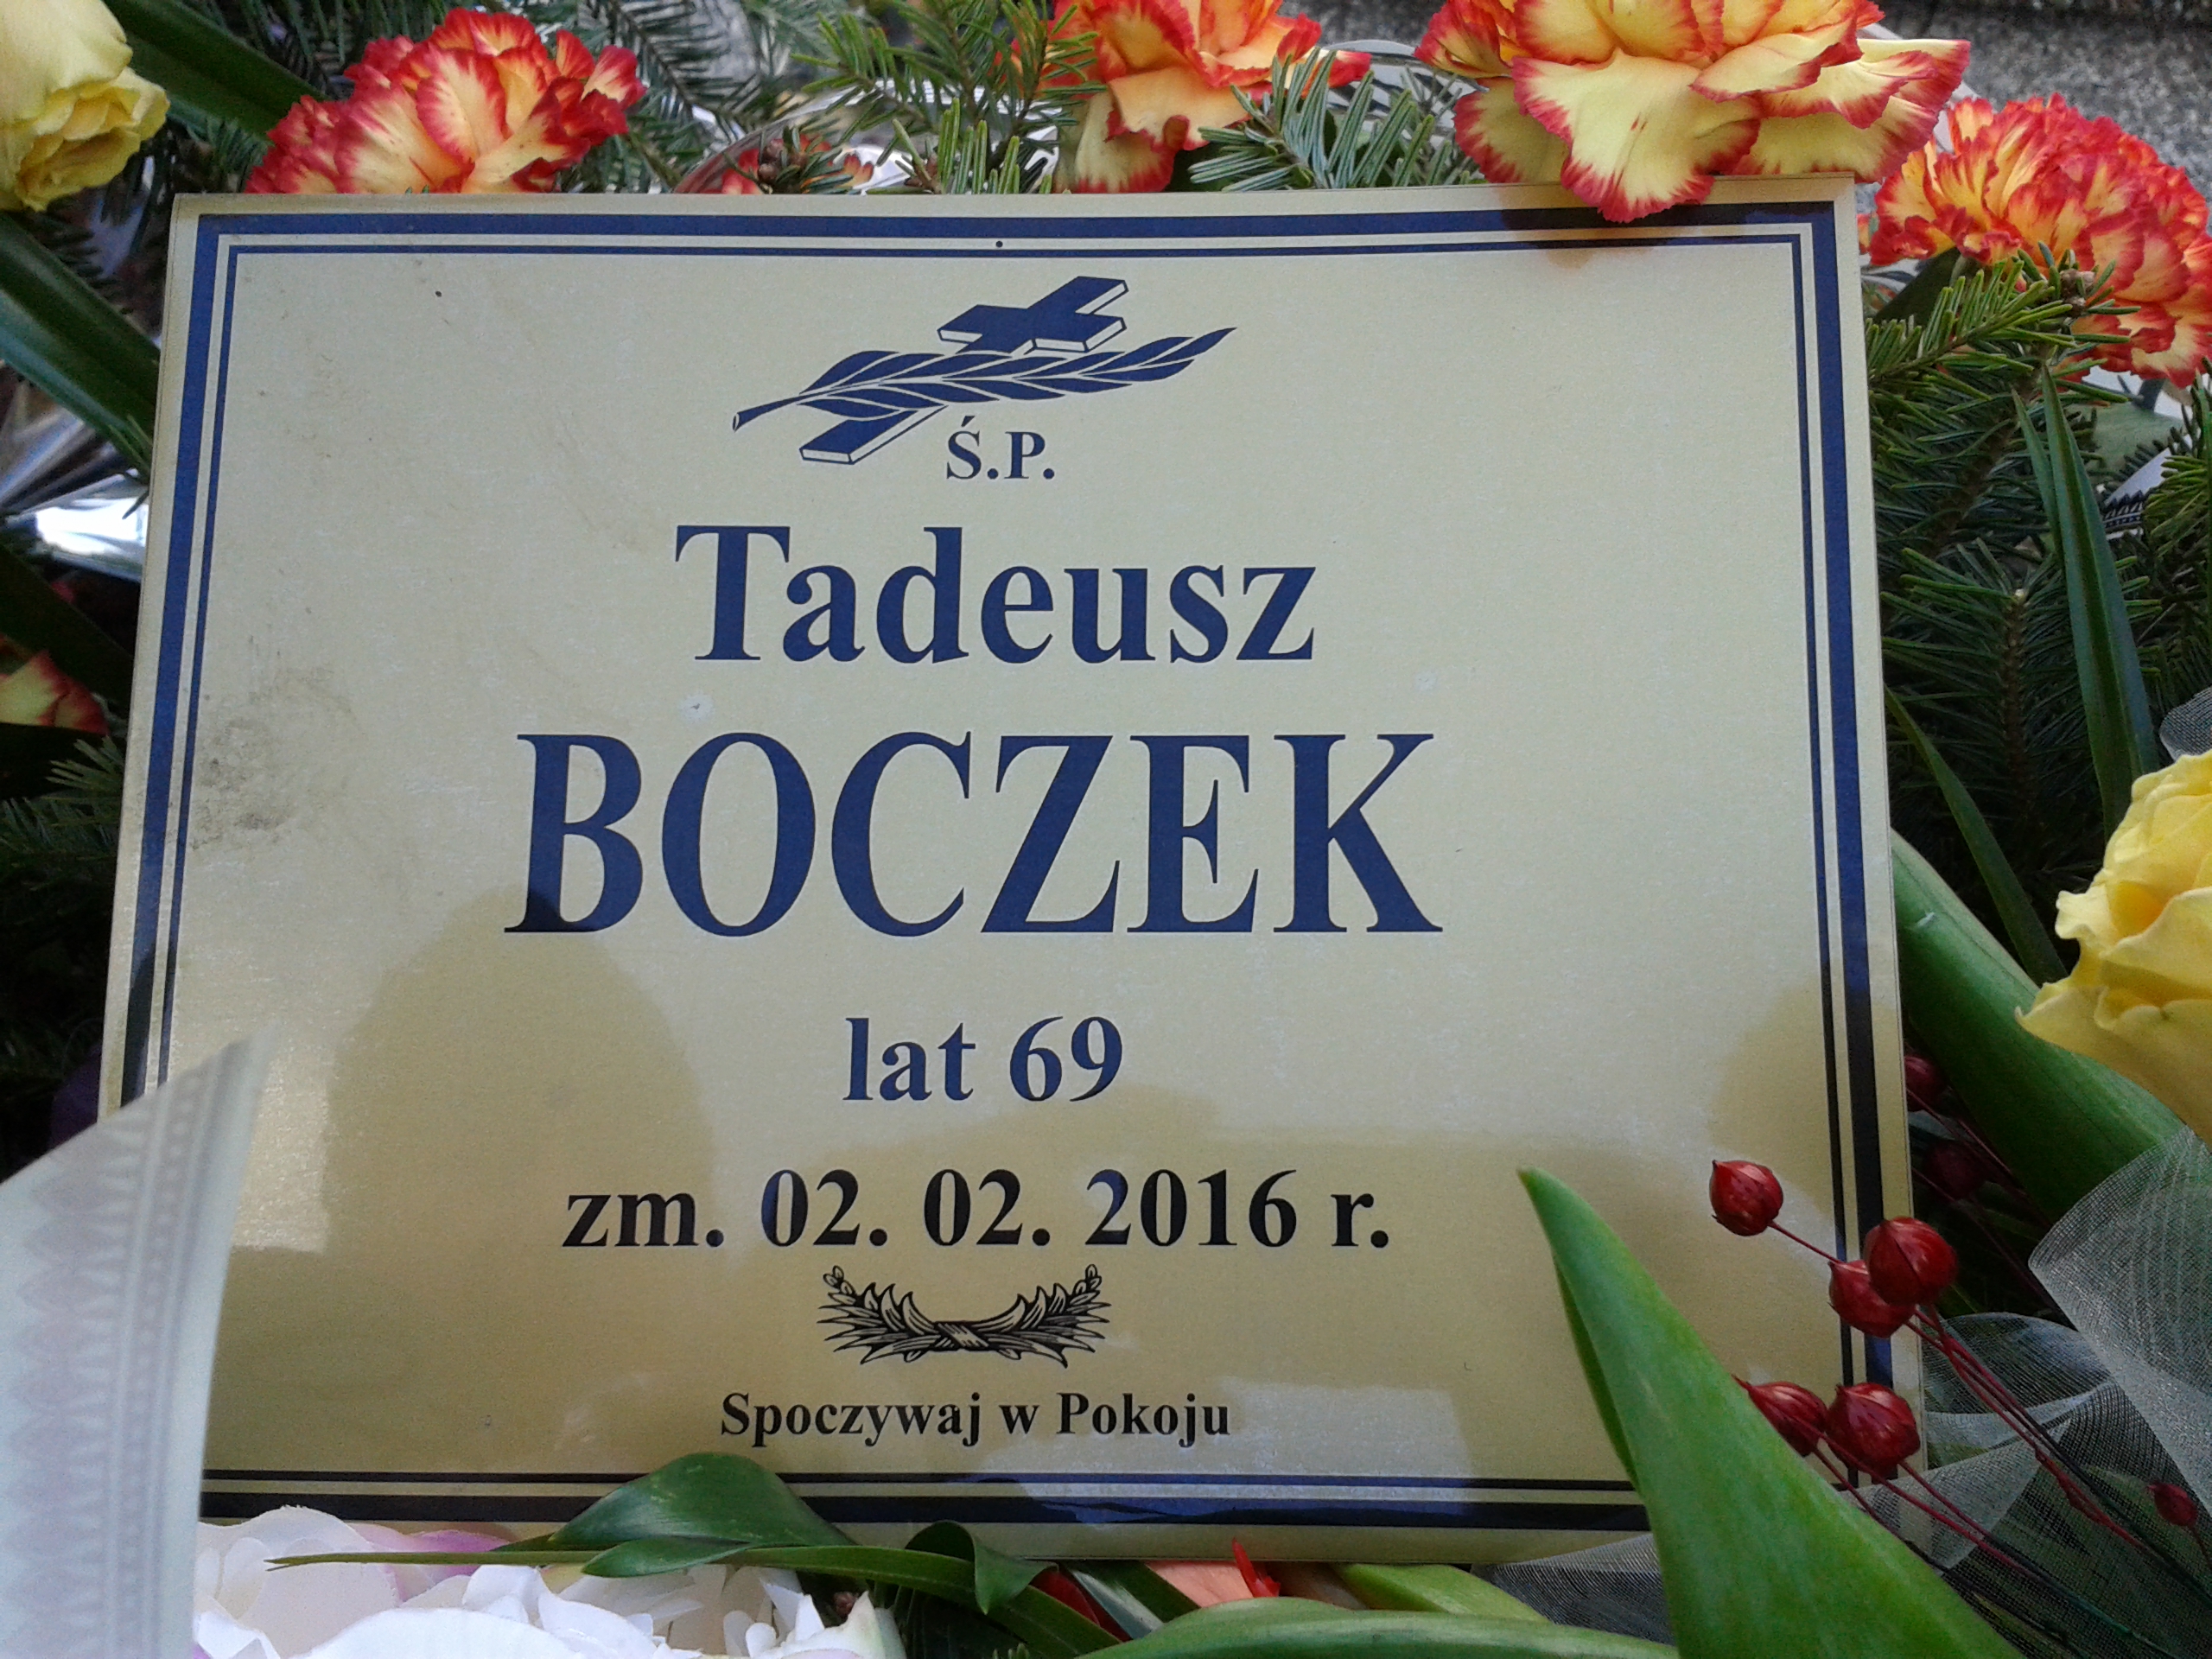 Ś.P.
Tadeusz
BOCZEK
lat 69
zm. 02. 02. 2016 r.
Spoczywaj w Pokoju